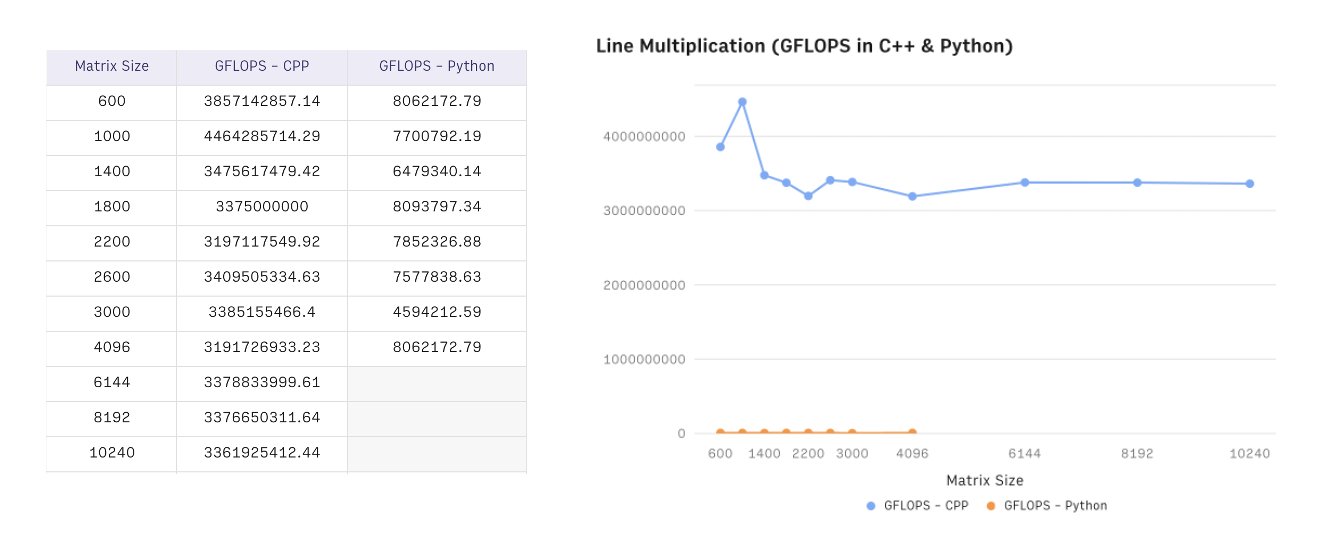 Matrix Size GFLOPS - CPP GFLOPS - Python
600 3857142857.14 8062172.79
1000 4464285714.29 7700792.19
1400 3475617479.42 6479340.14
1800 3375000000 8093797.34
2200 3197117549.92 7852326.88
2600 3409505334.63 7577838.63
3000 3385155466.4 4594212.59
4096 3191726933.23 8062172.79
6144 3378833999.61
8192 3376650311.64
10240 3361925412.44
Line Multiplication (GFLOPS in C++ & Python)
4000000000
3000000000
2000000000
1000000000
0
600 1400 2200 3000 4096 6144 8192 10240
Matrix Size
GFLOPS - CPP GFLOPS - Python